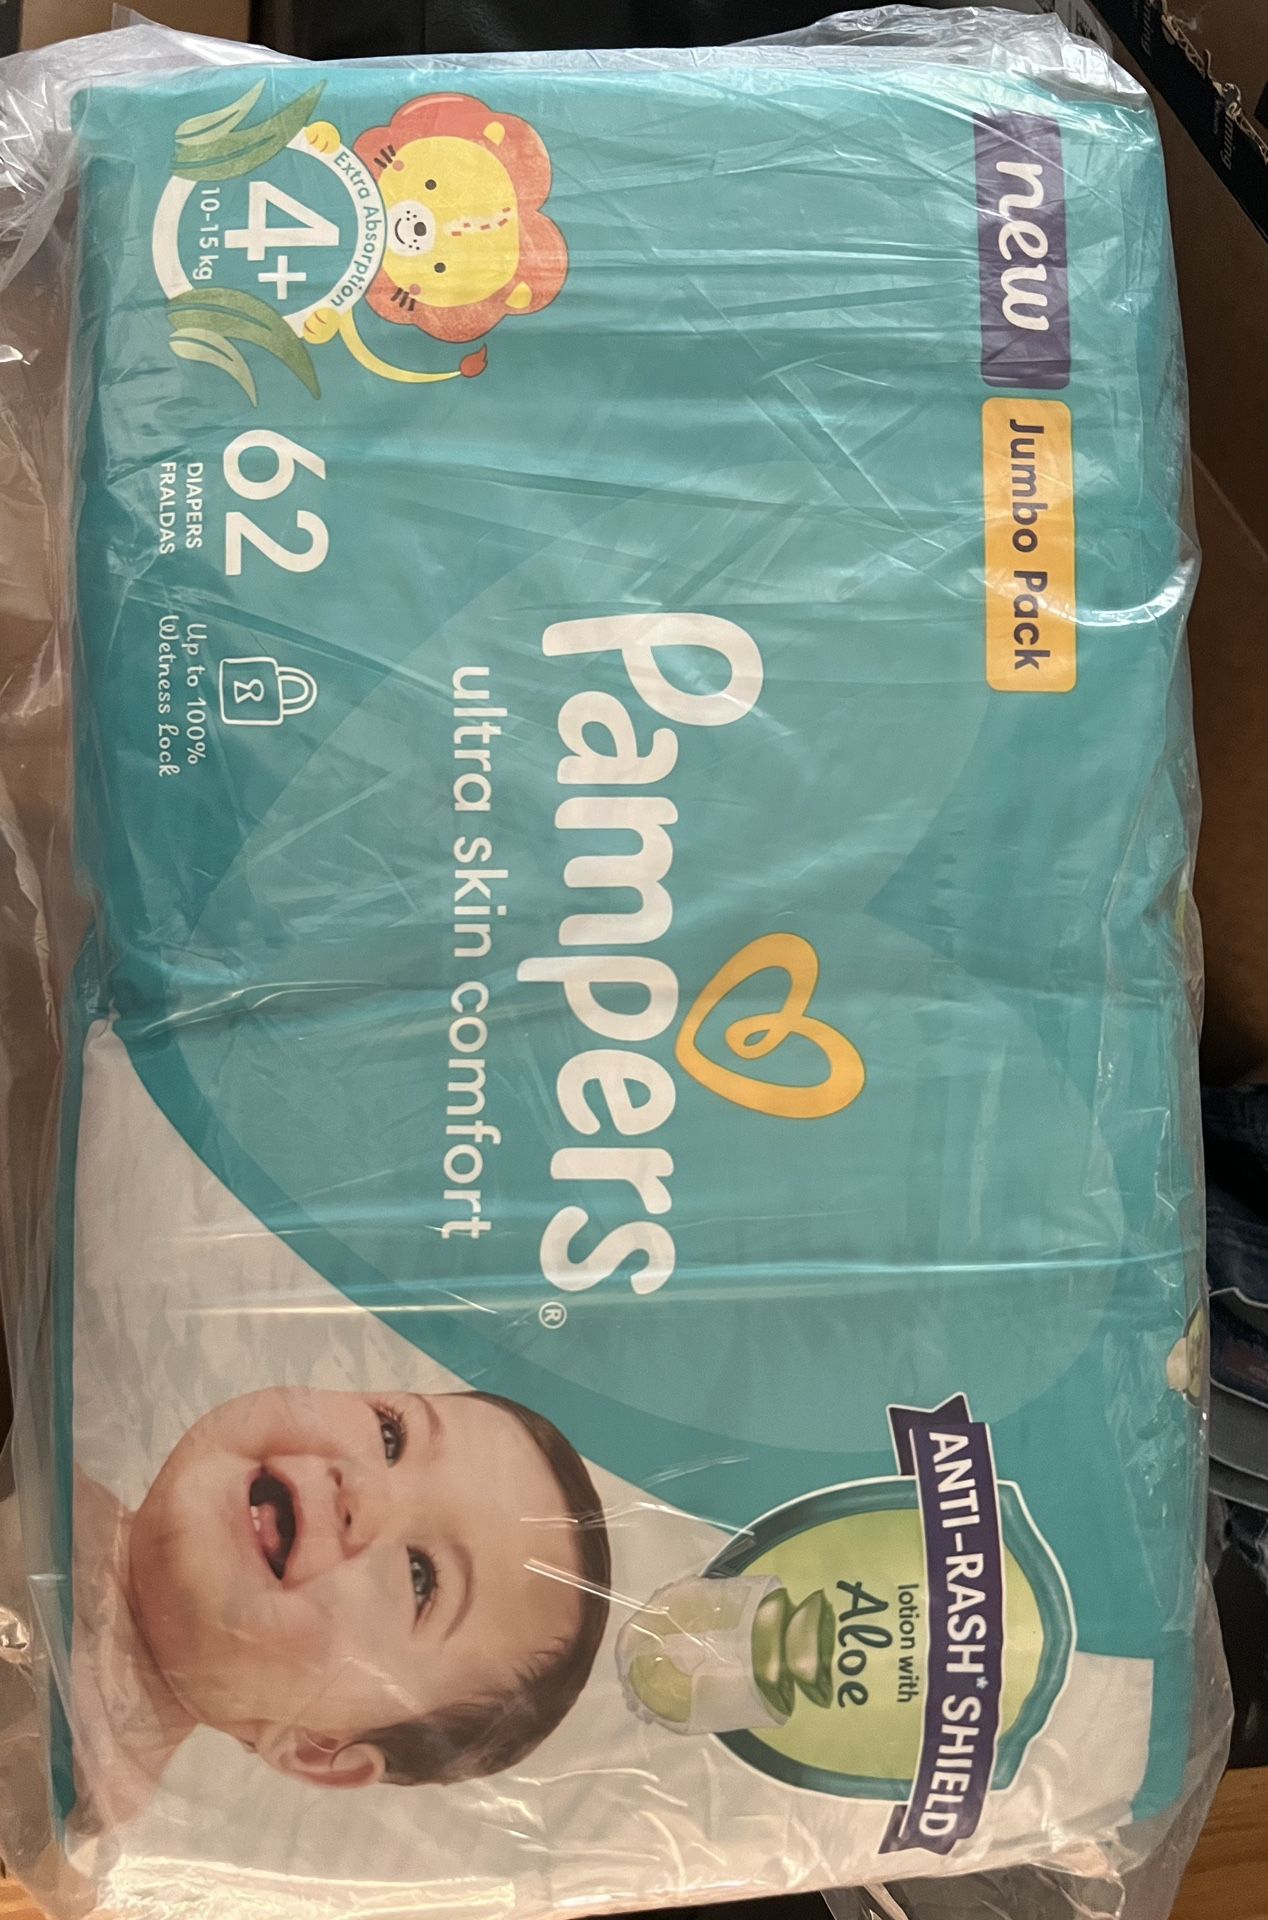 new
Jumbo Pack
ANTI-RASH* SHIELD
lotion with
Aloe
Pampers®
ultra skin comfort
Extra Absorption
4+
10-15 kg
62
DIAPERS
FRALDAS
Up to 100%
Wetness Lock